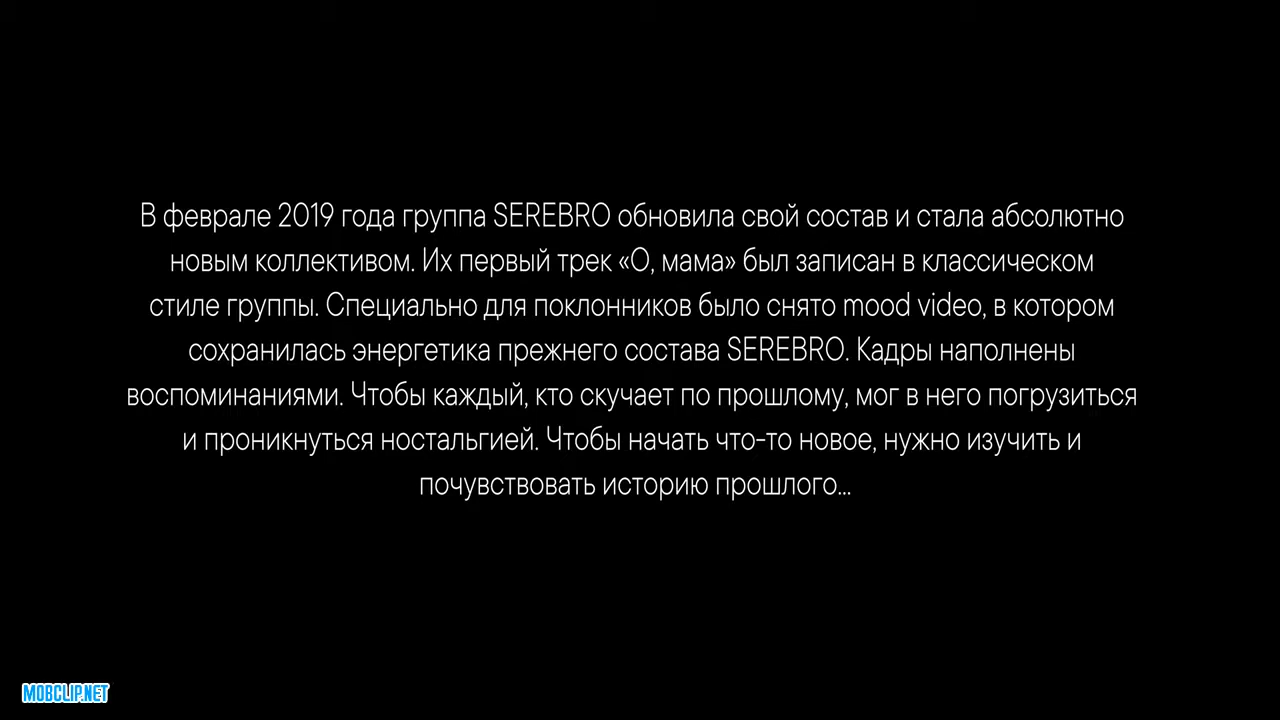 В феврале 2019 года группа SEREBRO обновила свой состав и стала абсолютно
новым коллективом. Их первый трек «О, мама» был записан в классическом
стиле группы. Специально для поклонников было снято mood video, в котором
сохранилась энергетика прежнего состава SEREBRO. Кадры наполнены
воспоминаниями. Чтобы каждый, кто скучает по прошлому, мог в него погрузиться
и проникнуться ностальгией. Чтобы начать что-то новое, нужно изучить и
почувствовать историю прошлого...
MOBCLIP.NET